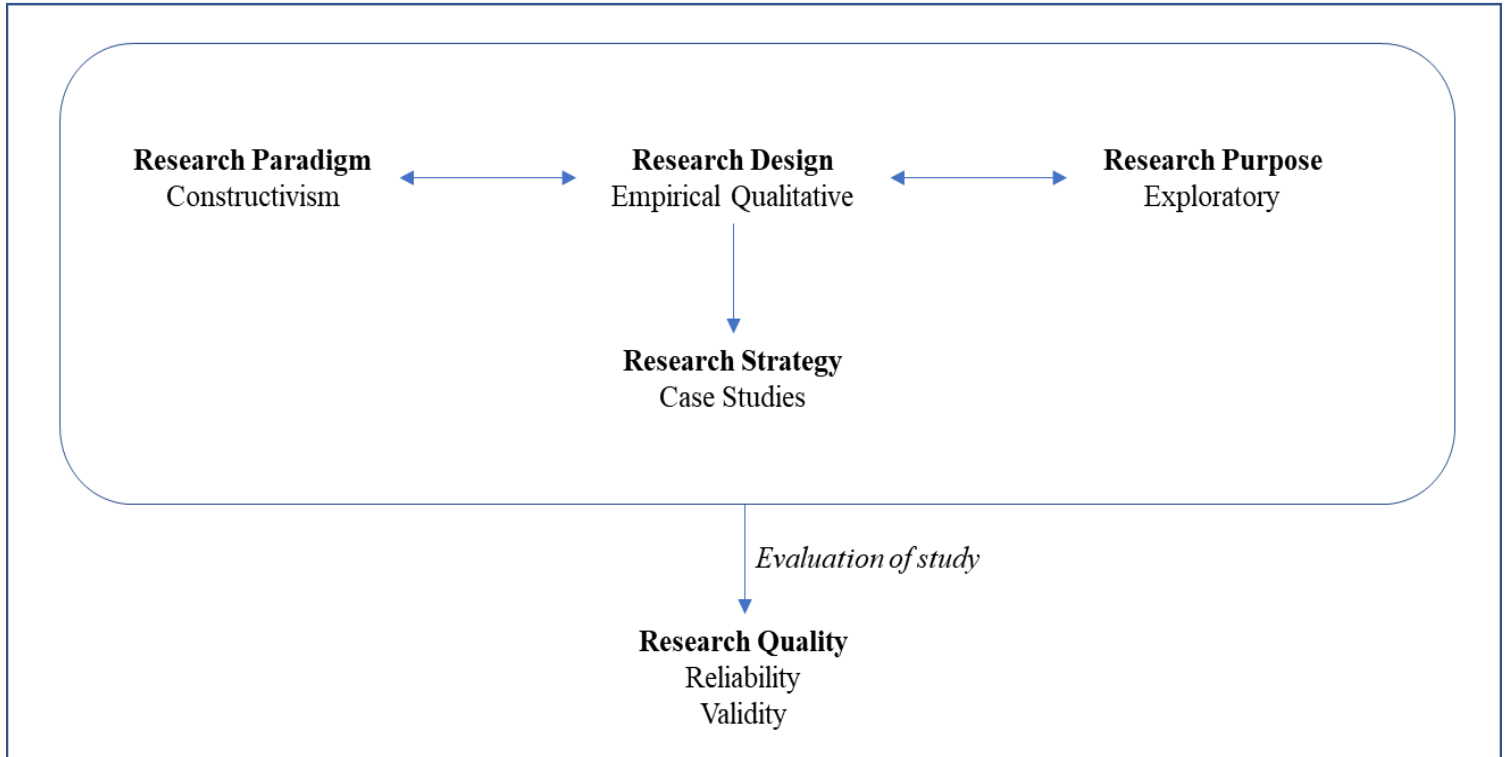 Research Paradigm
Constructivism
Research Design
Empirical Qualitative
Research Purpose
Exploratory
Research Strategy
Case Studies
Evaluation of study
Research Quality
Reliability
Validity